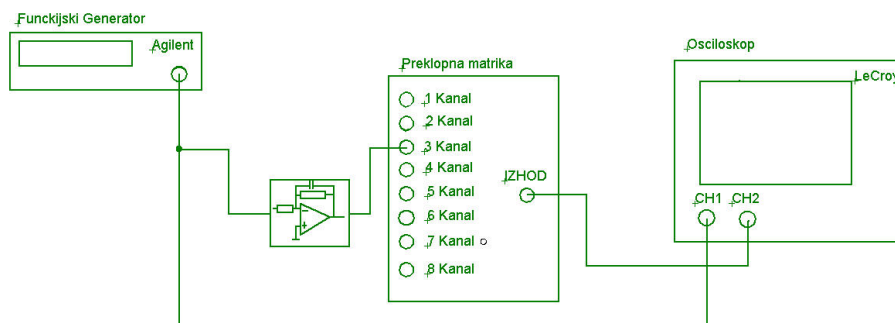 Funckijski Generator
Agilent
Preklopna matrika
1 Kanal
2 Kanal
3 Kanal
4 Kanal
5 Kanal
6 Kanal
7 Kanal
8 Kanal
IZHOD
Osciloskop
LeCroy
CH1 CH2